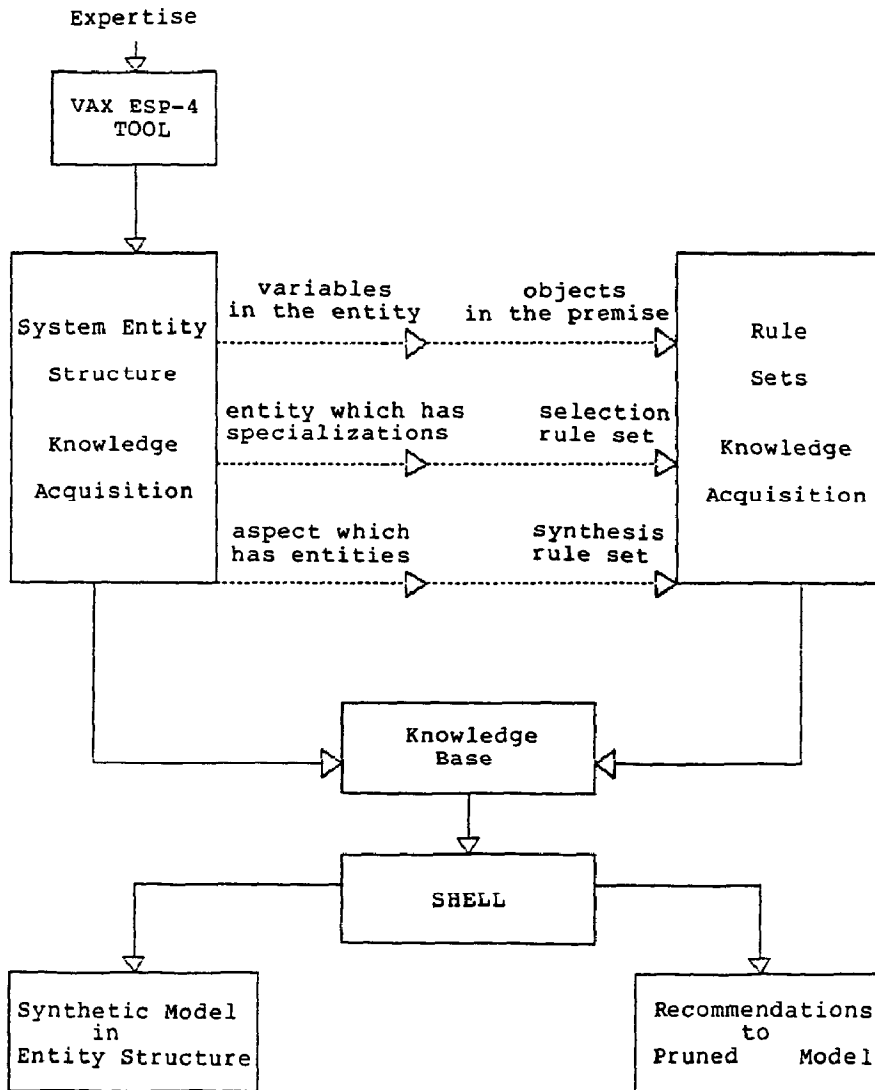 Expertise
VAX ESP-4
TOOL
System Entity
Structure
Knowledge
Acquisition
variables
in the entity
objects
in the premise
entity which has
specializations
selection
rule set
aspect which
has entities
synthesis
rule set
Rule
Sets
Knowledge
Acquisition
Knowledge
Base
SHELL
Synthetic Model
in
Entity Structure
Recommendations
to
Pruned Model